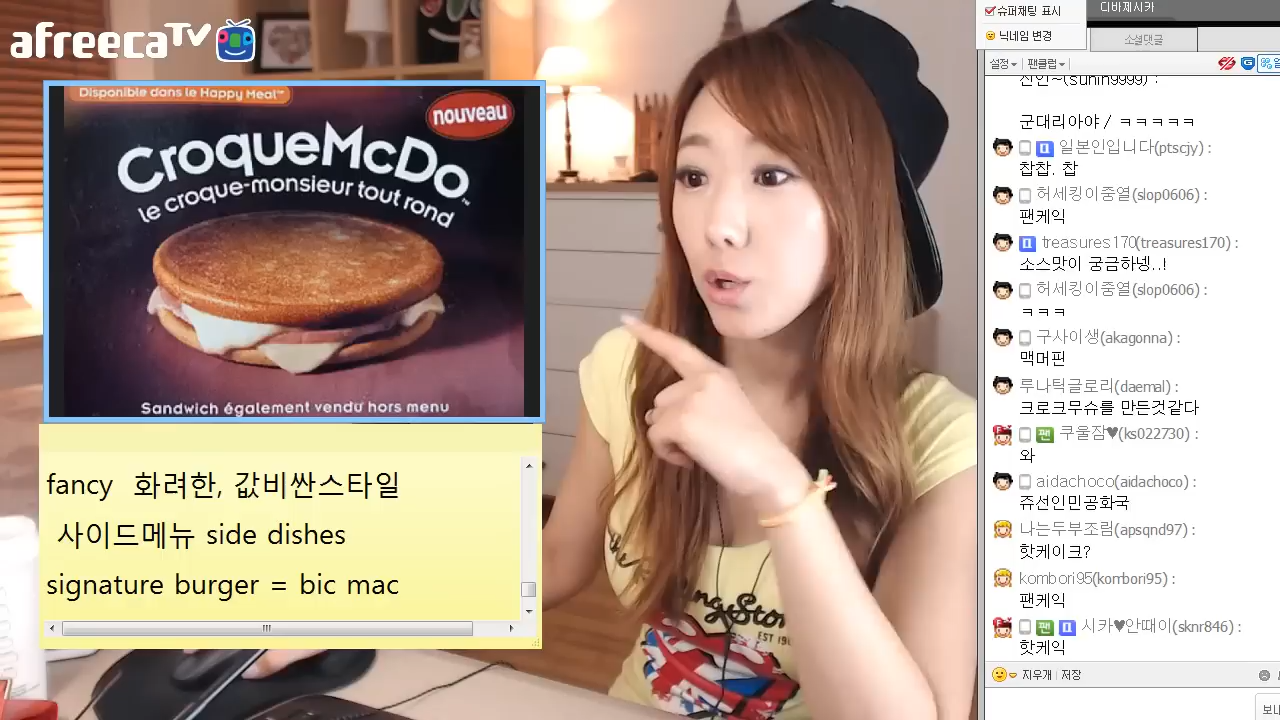 afreecaTV
Disponible dans le Happy Meal™
nouveau
CroqueMcDo™
le croque-monsieur tout rond
Sandwich également vendu hors menu
fancy 화려한, 값비싼스타일
사이드메뉴 side dishes
signature burger = bic mac
EST 196
슈퍼채팅 표시
닉네임 변경
디바제시카
소셜댓글
설정 팬클럽
군대리아야 / ㅋㅋㅋㅋㅋ
일본인입니다(ptscjy) :
찹찹. 찹
허세킹이중열(slop0606) :
팬케익
treasures170(treasures170) :
소스맛이 궁금하넹..!
허세킹이중열(slop0606) :
ㅋㅋㅋ
구사이생(akagonna) :
맥머핀
루나틱글로리(daemal) :
크로크무슈를 만든것같다
팬 쿠울잠♥(ks022730) :
와
aidachoco(aidachoco) :
쥬선인민공화국
나는두부조림(apsqnd97) :
핫케이크?
kombori95(kombori95) :
팬케익
팬 시카♥안때이(sknr846) :
핫케익
지우개 저장
보니